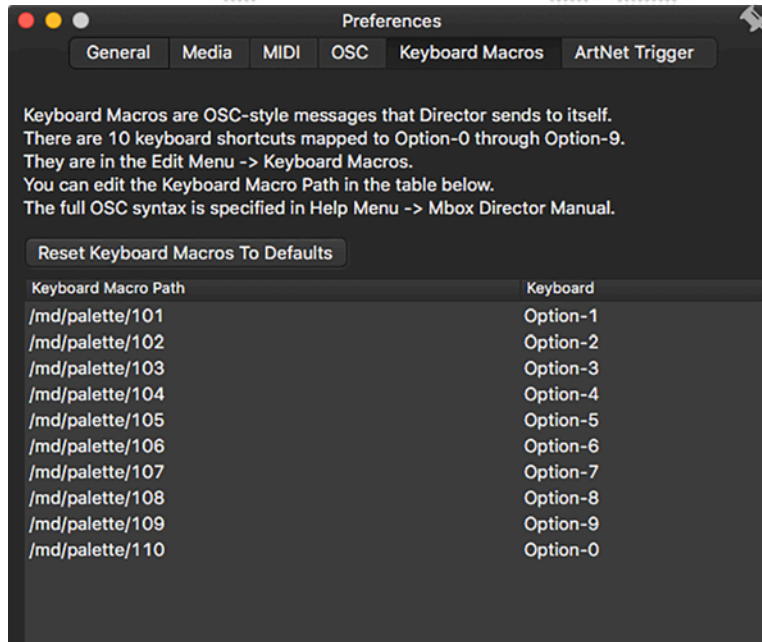 Preferences
General Media MIDI OSC Keyboard Macros ArtNet Trigger
Keyboard Macros are OSC-style messages that Director sends to itself.
There are 10 keyboard shortcuts mapped to Option-0 through Option-9.
They are in the Edit Menu -> Keyboard Macros.
You can edit the Keyboard Macro Path in the table below.
The full OSC syntax is specified in Help Menu -> Mbox Director Manual.
Reset Keyboard Macros To Defaults
Keyboard Macro Path Keyboard
/md/palette/101 Option-1
/md/palette/102 Option-2
/md/palette/103 Option-3
/md/palette/104 Option-4
/md/palette/105 Option-5
/md/palette/106 Option-6
/md/palette/107 Option-7
/md/palette/108 Option-8
/md/palette/109 Option-9
/md/palette/110 Option-0